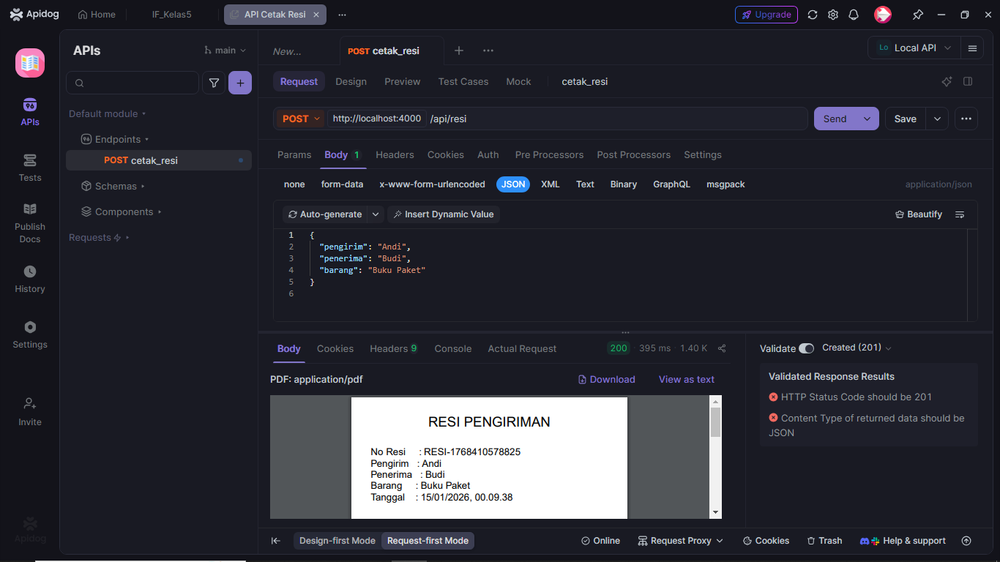 Apidog
Home
IF_Kelas5
API Cetak Resi
Upgrade
APIs
main
New...
POST cetak_resi
Lo Local API
Request Design Preview Test Cases Mock cetak_resi
Default module
APIs
Endpoints
POST http://localhost:4000 /api/resi Send Save
POST cetak_resi
Tests
Schemas
Components
Requests
Publish Docs
History
Settings
Invite
Apidog
Params Body 1 Headers Cookies Auth Pre Processors Post Processors Settings
none form-data x-www-form-urlencoded JSON XML Text Binary GraphQL msgpack application/json
Auto-generate Insert Dynamic Value Beautify
1 {
2 "pengirim": "Andi",
3 "penerima": "Budi",
4 "barang": "Buku Paket"
5 }
6
Body Cookies Headers 9 Console Actual Request 200 395 ms 1.40 K
PDF: application/pdf Download View as text
RESI PENGIRIMAN
No Resi : RESI-1768410578825
Pengirim : Andi
Penerima : Budi
Barang : Buku Paket
Tanggal : 15/01/2026, 00.09.38
Validate Created (201)
Validated Response Results
HTTP Status Code should be 201
Content Type of returned data should be
JSON
Design-first Mode Request-first Mode Online Request Proxy Cookies Trash Help & support